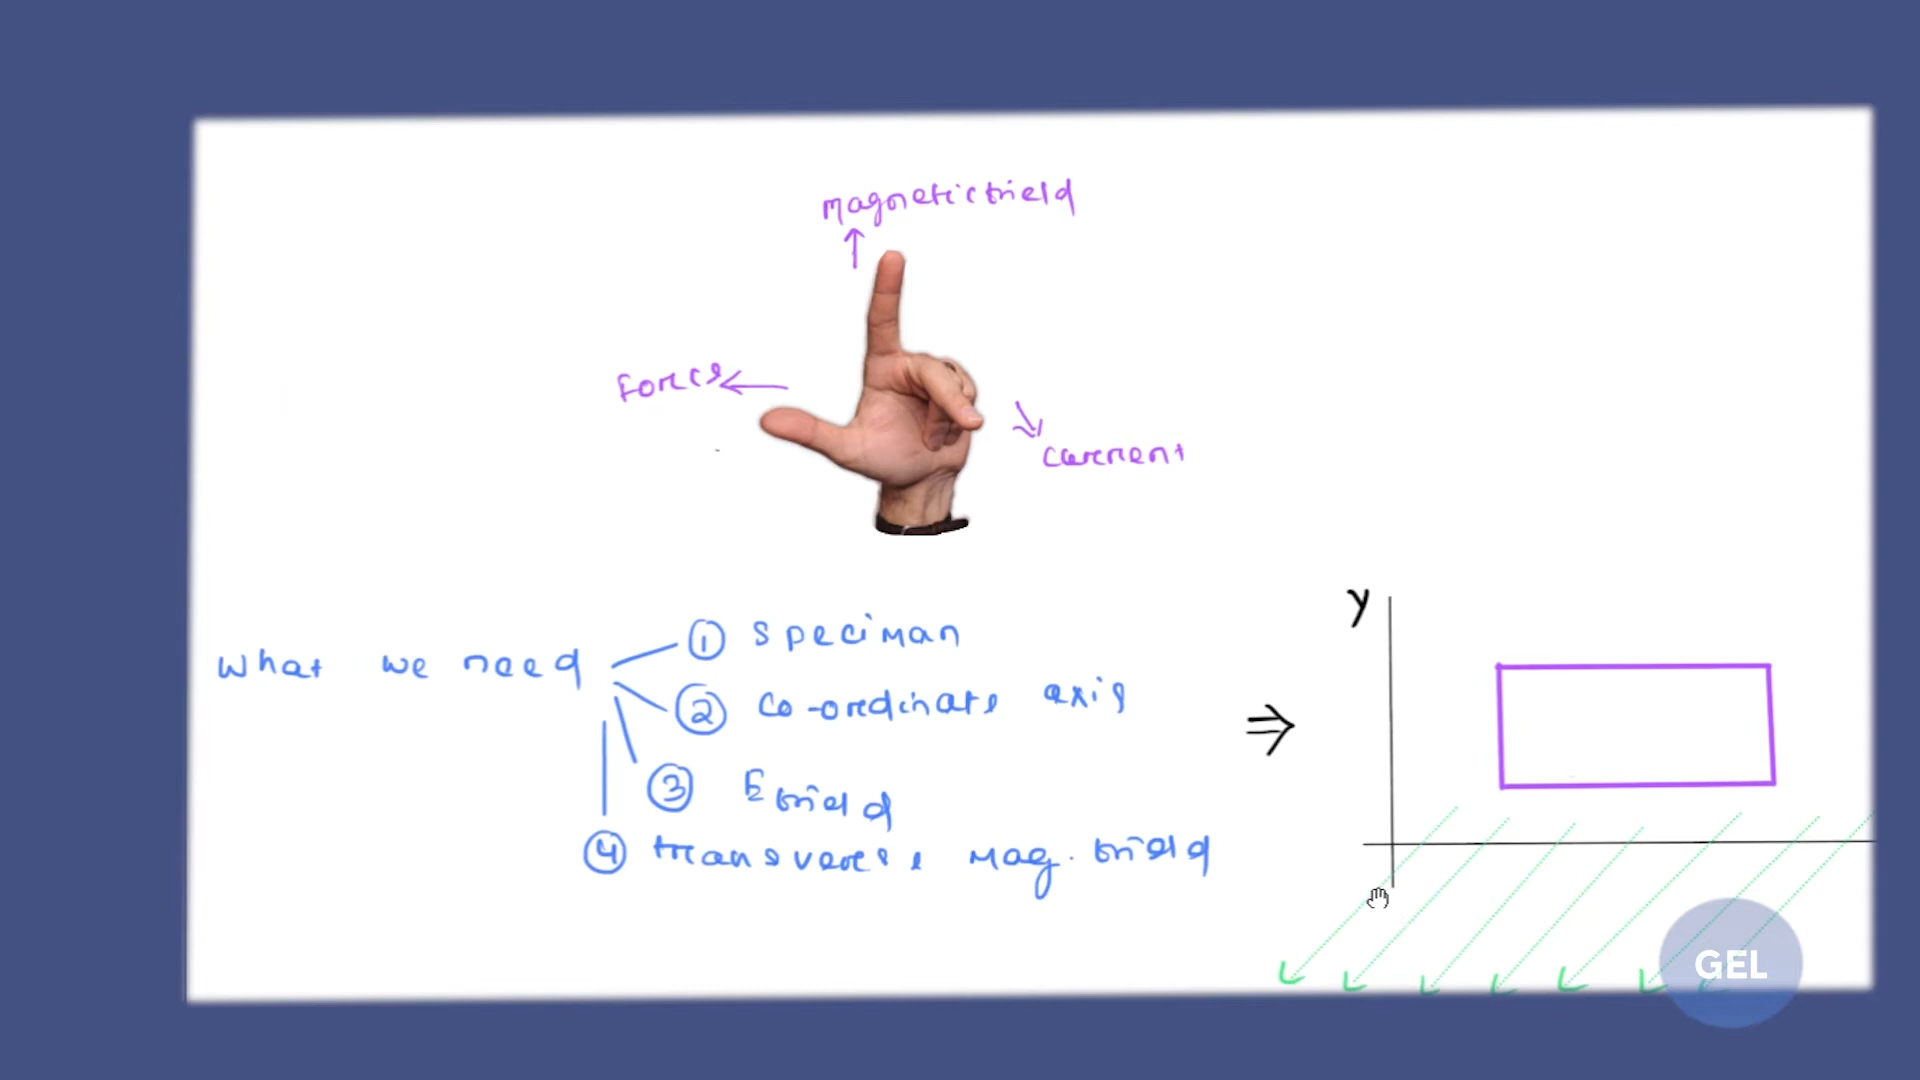 magnetic field
Force
current
What we need
① Speciman
② Co-ordinate axis
③ E field
④ transverse mag. field
⇒
Y
GEL